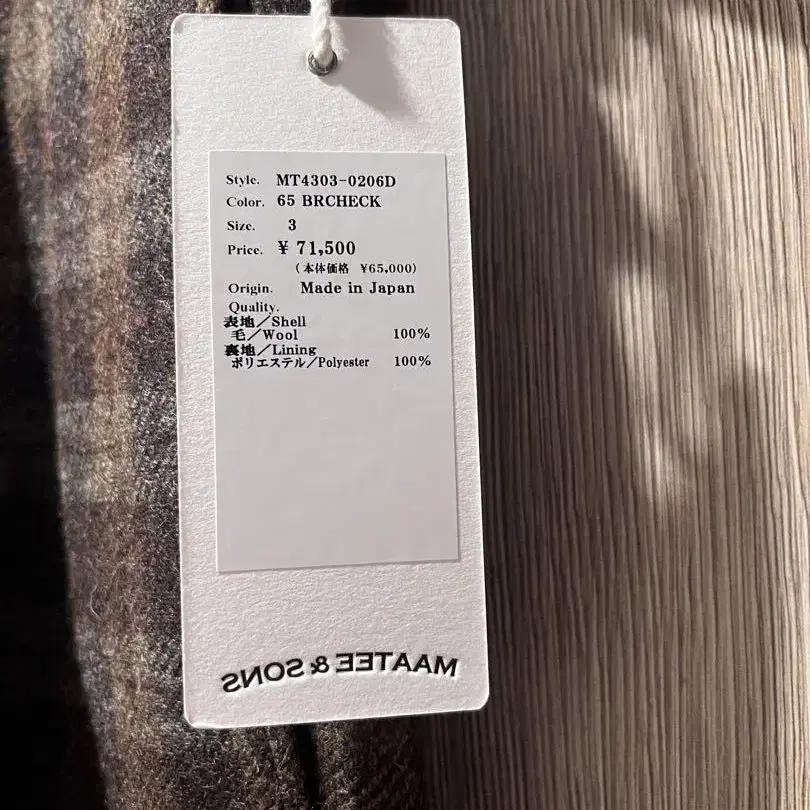 Style. MT4303-0206D
Color. 65 BRCHECK
Size. 3
Price. ¥ 71,500
(本体価格 ¥65,000)
Origin. Made in Japan
Quality.
表地/Shell
毛/Wool 100%
裏地/Lining
ポリエステル/Polyester 100%
MAATEE & SONS